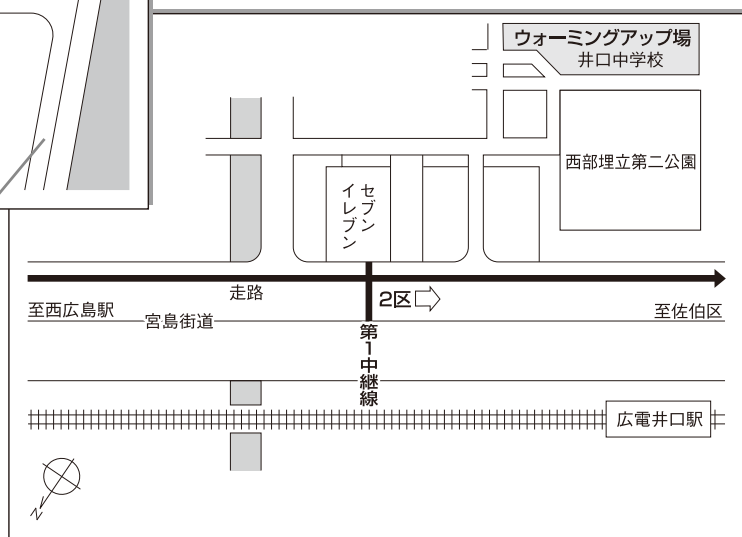 ウォーミングアップ場
井口中学校
西部埋立第二公園
セブン
イレブン
走路
2区
至西広島駅
宮島街道
至佐伯区
第1中継線
広電井口駅
N